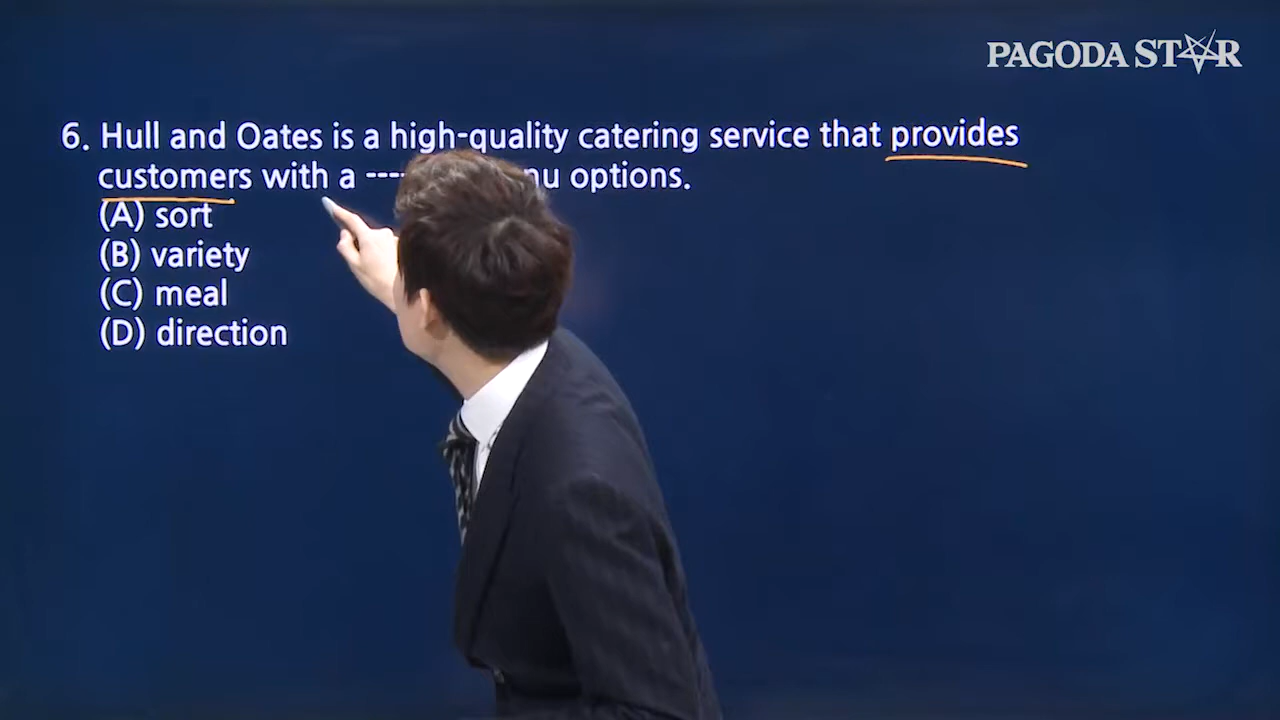 PAGODA STAR
6. Hull and Oates is a high-quality catering service that provides
customers with a ---- nu options.
(A) sort
(B) variety
(C) meal
(D) direction